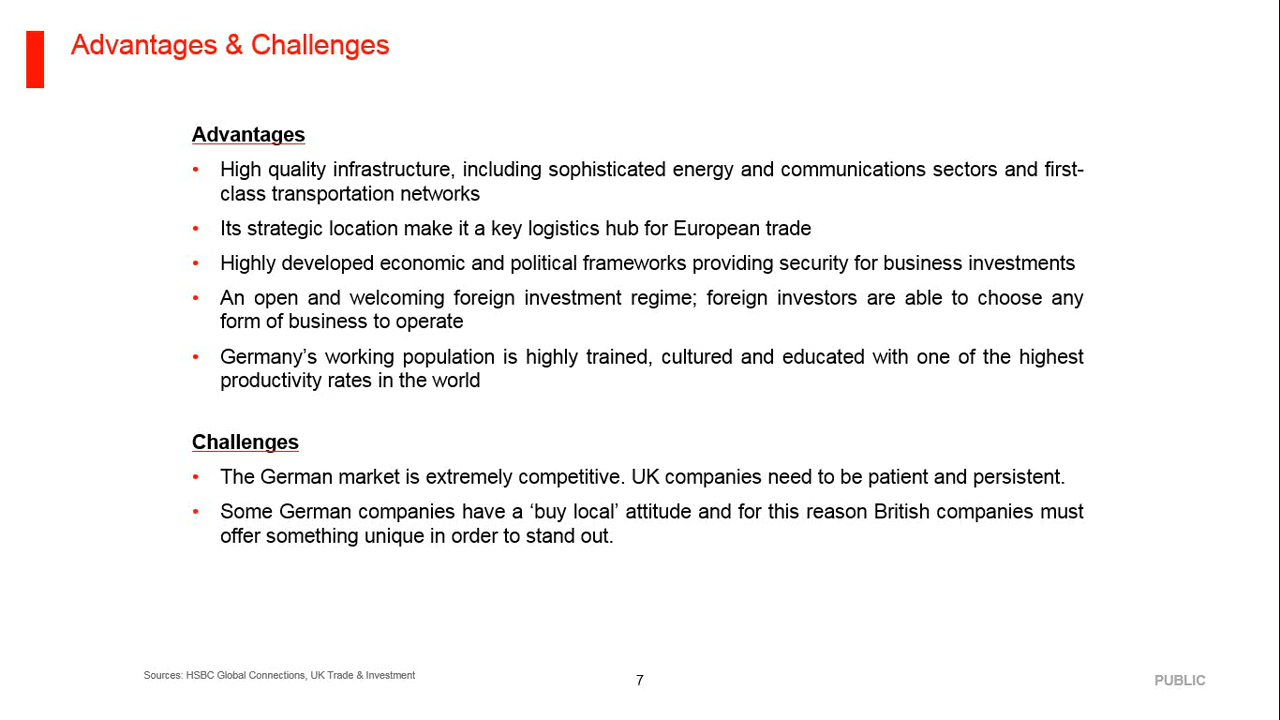 Advantages & Challenges
Advantages
• High quality infrastructure, including sophisticated energy and communications sectors and first-
class transportation networks
• Its strategic location make it a key logistics hub for European trade
• Highly developed economic and political frameworks providing security for business investments
• An open and welcoming foreign investment regime; foreign investors are able to choose any
form of business to operate
• Germany’s working population is highly trained, cultured and educated with one of the highest
productivity rates in the world
Challenges
• The German market is extremely competitive. UK companies need to be patient and persistent.
• Some German companies have a ‘buy local’ attitude and for this reason British companies must
offer something unique in order to stand out.
Sources: HSBC Global Connections, UK Trade & Investment
7
PUBLIC